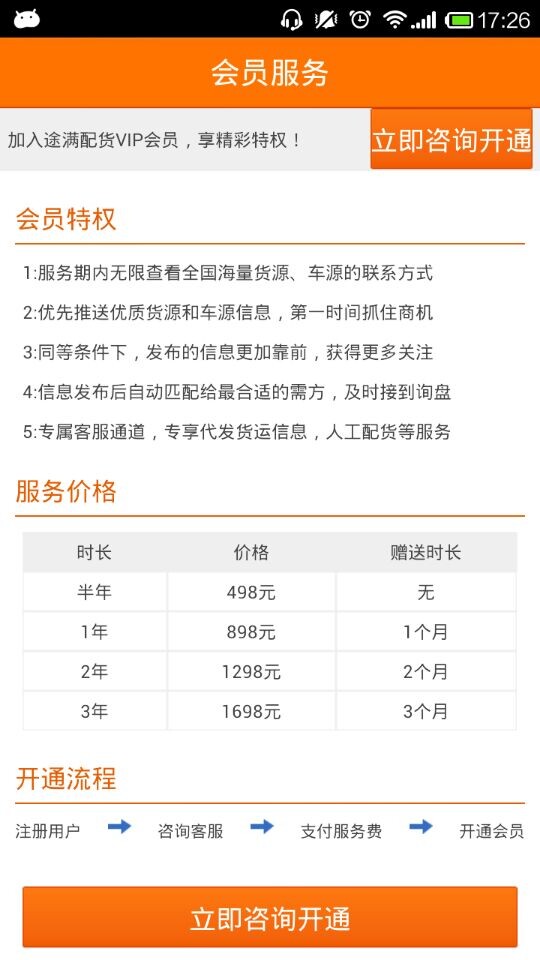 17:26
会员服务
加入途满配货VIP会员，享精彩特权！
立即咨询开通
会员特权
1:服务期内无限查看全国海量货源、车源的联系方式
2:优先推送优质货源和车源信息，第一时间抓住商机
3:同等条件下，发布的信息更加靠前，获得更多关注
4:信息发布后自动匹配给最合适的需方，及时接到询盘
5:专属客服通道，专享代发货运信息，人工配货等服务
服务价格
时长 价格 赠送时长
半年 498元 无
1年 898元 1个月
2年 1298元 2个月
3年 1698元 3个月
开通流程
注册用户 咨询客服 支付服务费 开通会员
立即咨询开通